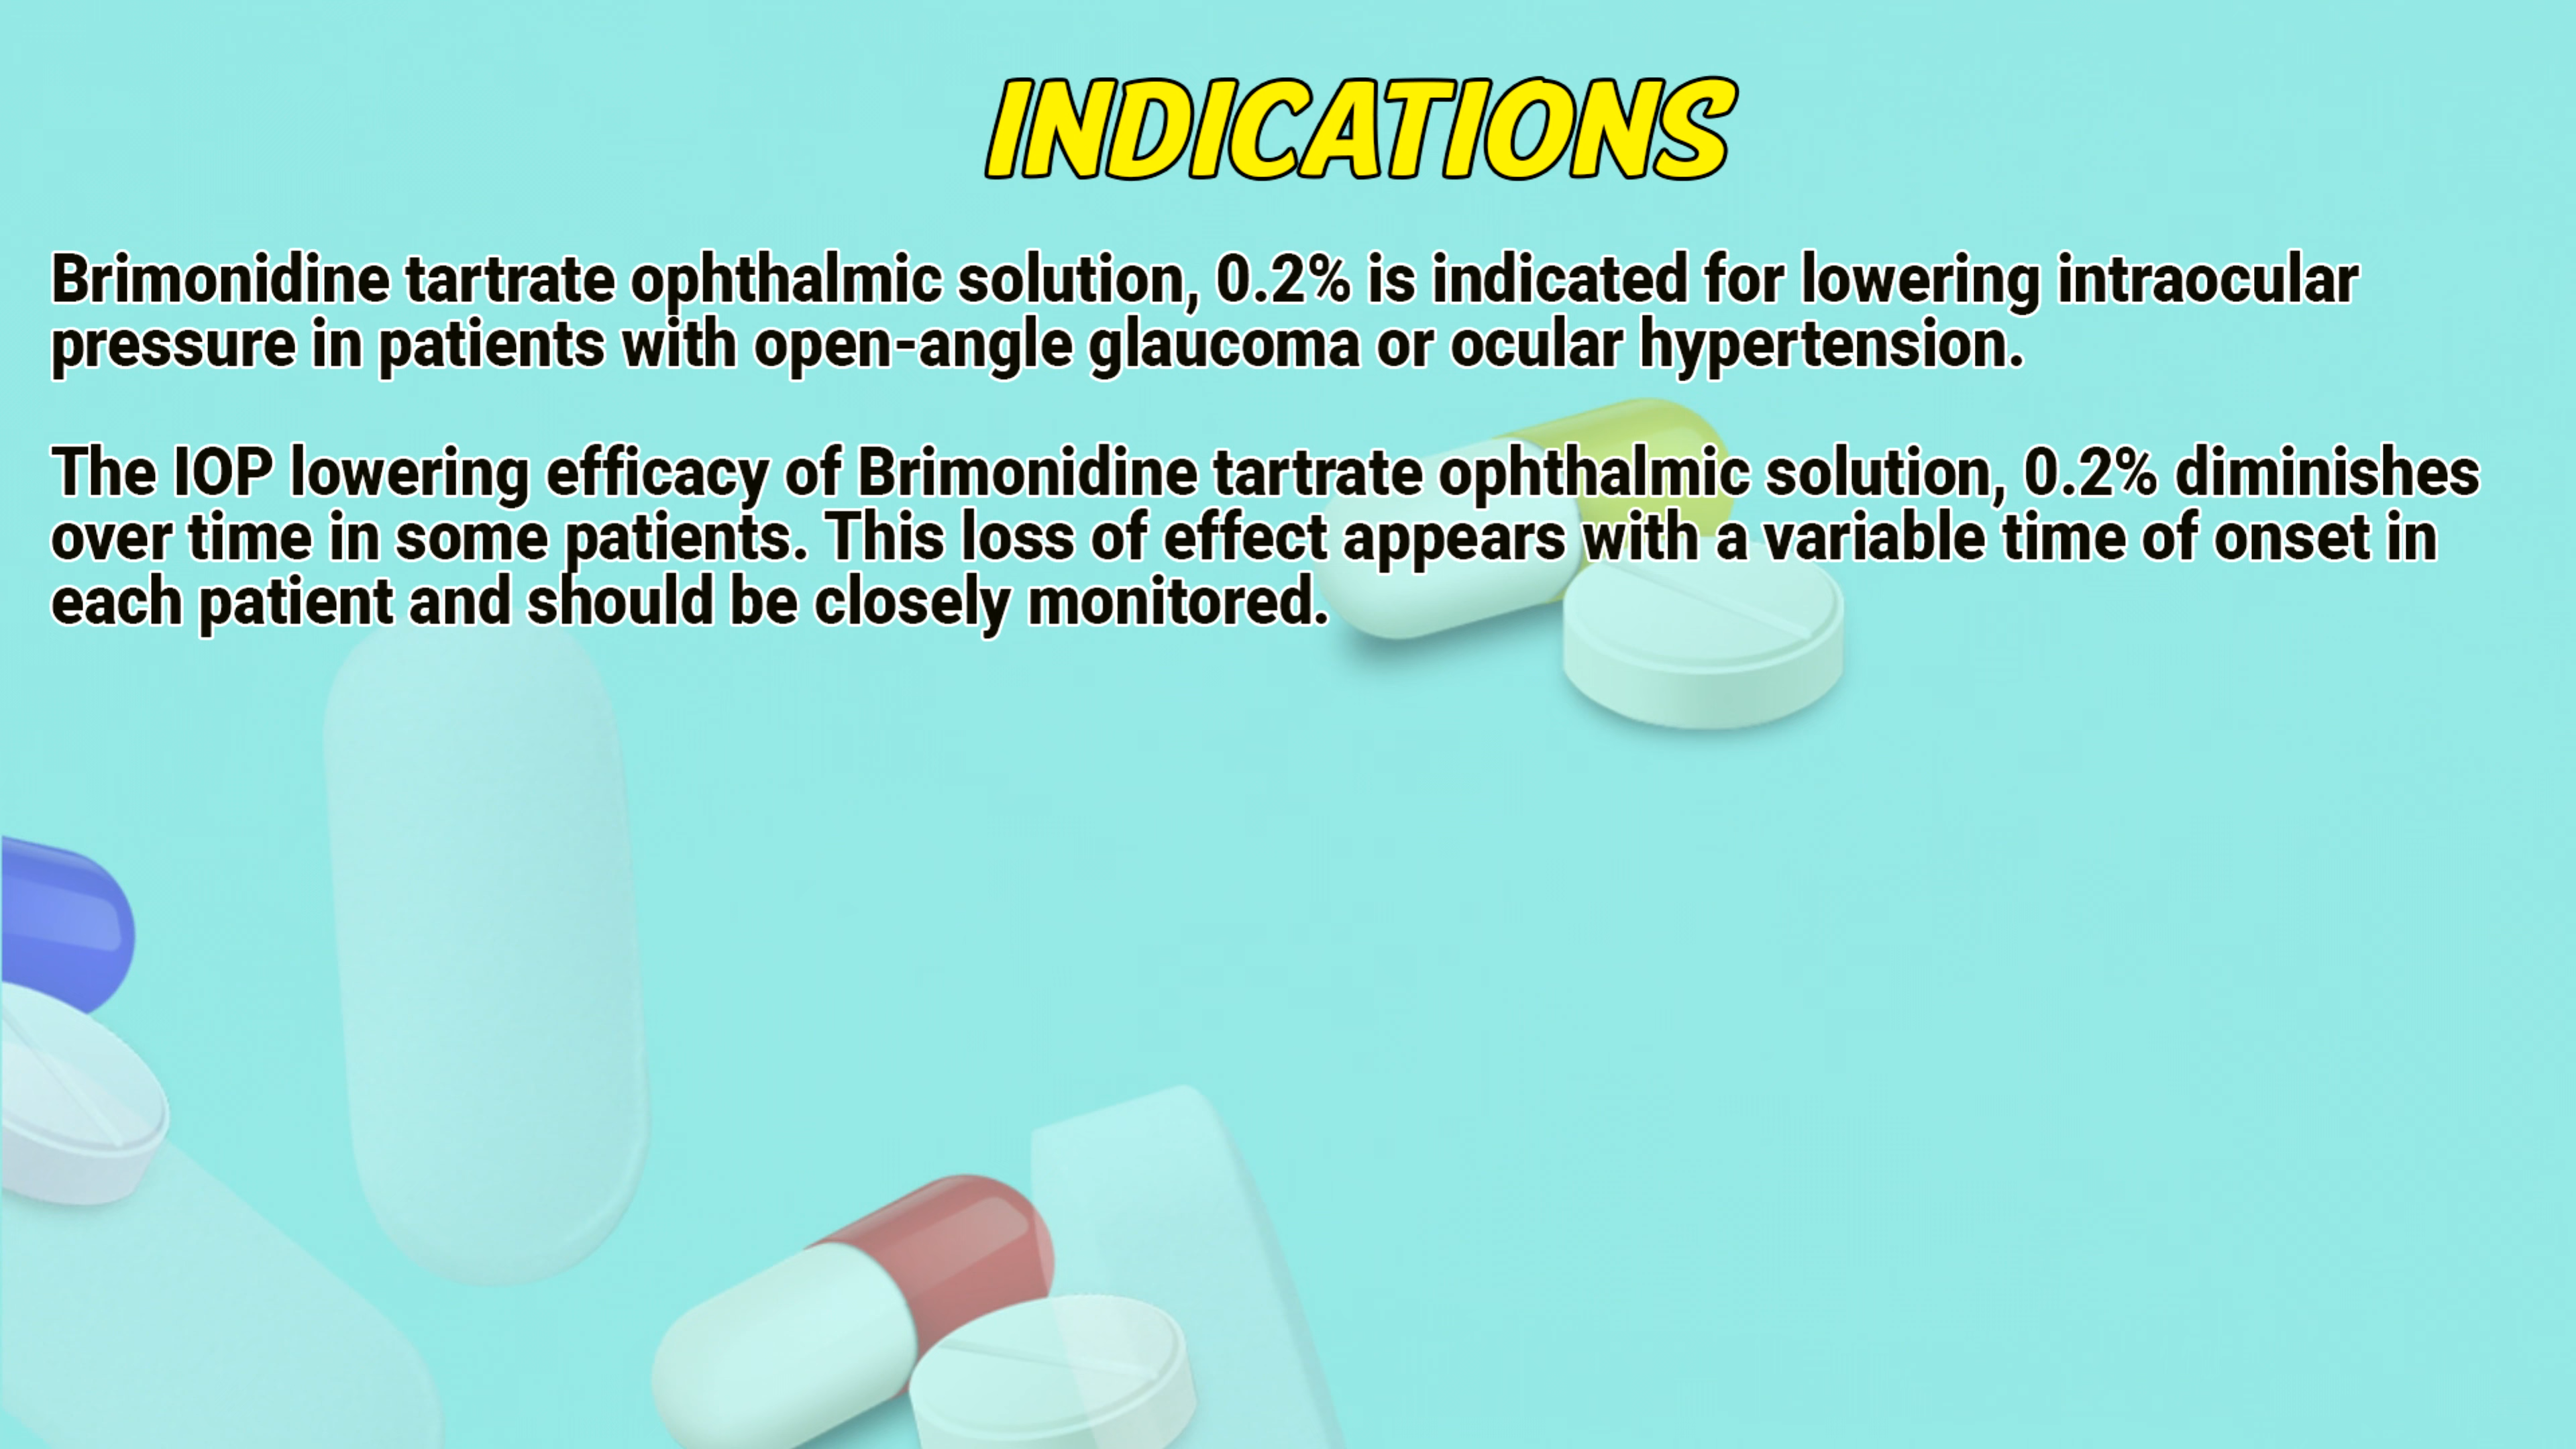 INDICATIONS
Brimonidine tartrate ophthalmic solution, 0.2% is indicated for lowering intraocular
pressure in patients with open-angle glaucoma or ocular hypertension.
The IOP lowering efficacy of Brimonidine tartrate ophthalmic solution, 0.2% diminishes
over time in some patients. This loss of effect appears with a variable time of onset in
each patient and should be closely monitored.